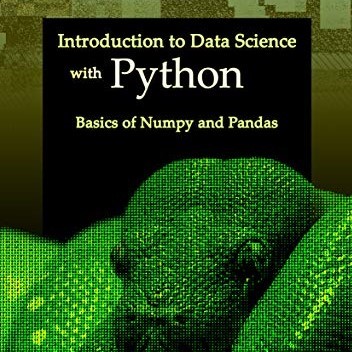 Introduction to Data Science
with Python
Basics of Numpy and Pandas